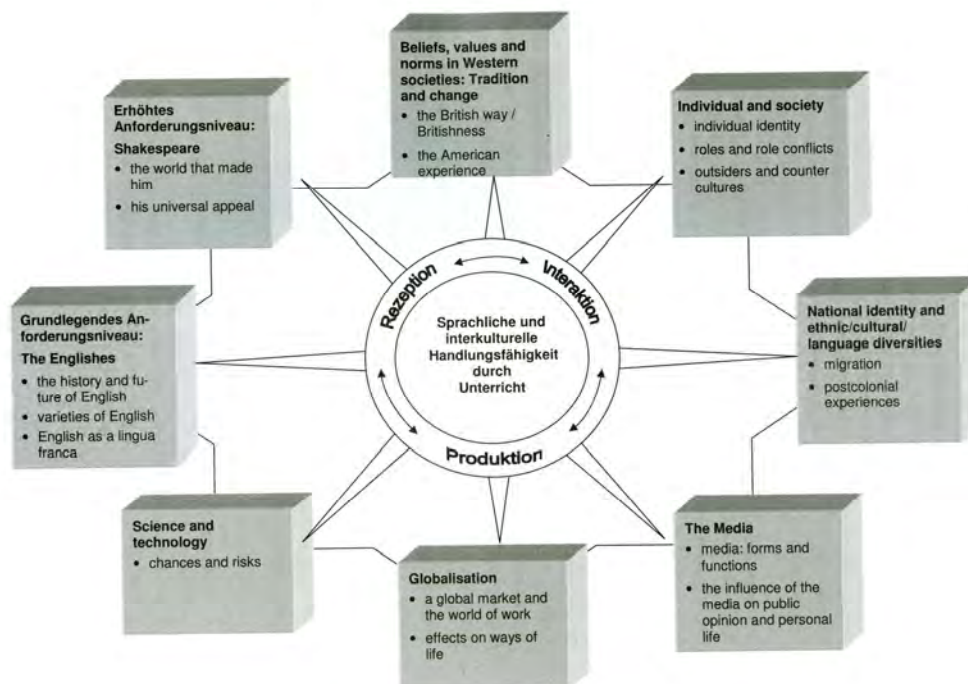 Beliefs, values and
norms in Western
societies: Tradition
and change
• the British way /
Britishness
• the American
experience
Erhöhtes
Anforderungsniveau:
Shakespeare
• the world that made
him
• his universal appeal
Individual and society
• individual identity
• roles and role conflicts
• outsiders and counter
cultures
Rezeption
Interaktion
Produktion
Sprachliche und
interkulturelle
Handlungsfähigkeit
durch
Unterricht
Grundlegendes An-
forderungsniveau:
The Englishes
• the history and fu-
ture of English
• varieties of English
• English as a lingua
franca
National identity and
ethnic/cultural/
language diversities
• migration
• postcolonial
experiences
Science and
technology
• chances and risks
Globalisation
• a global market and
the world of work
• effects on ways of
life
The Media
• media: forms and
functions
• the influence of the
media on public
opinion and personal
life